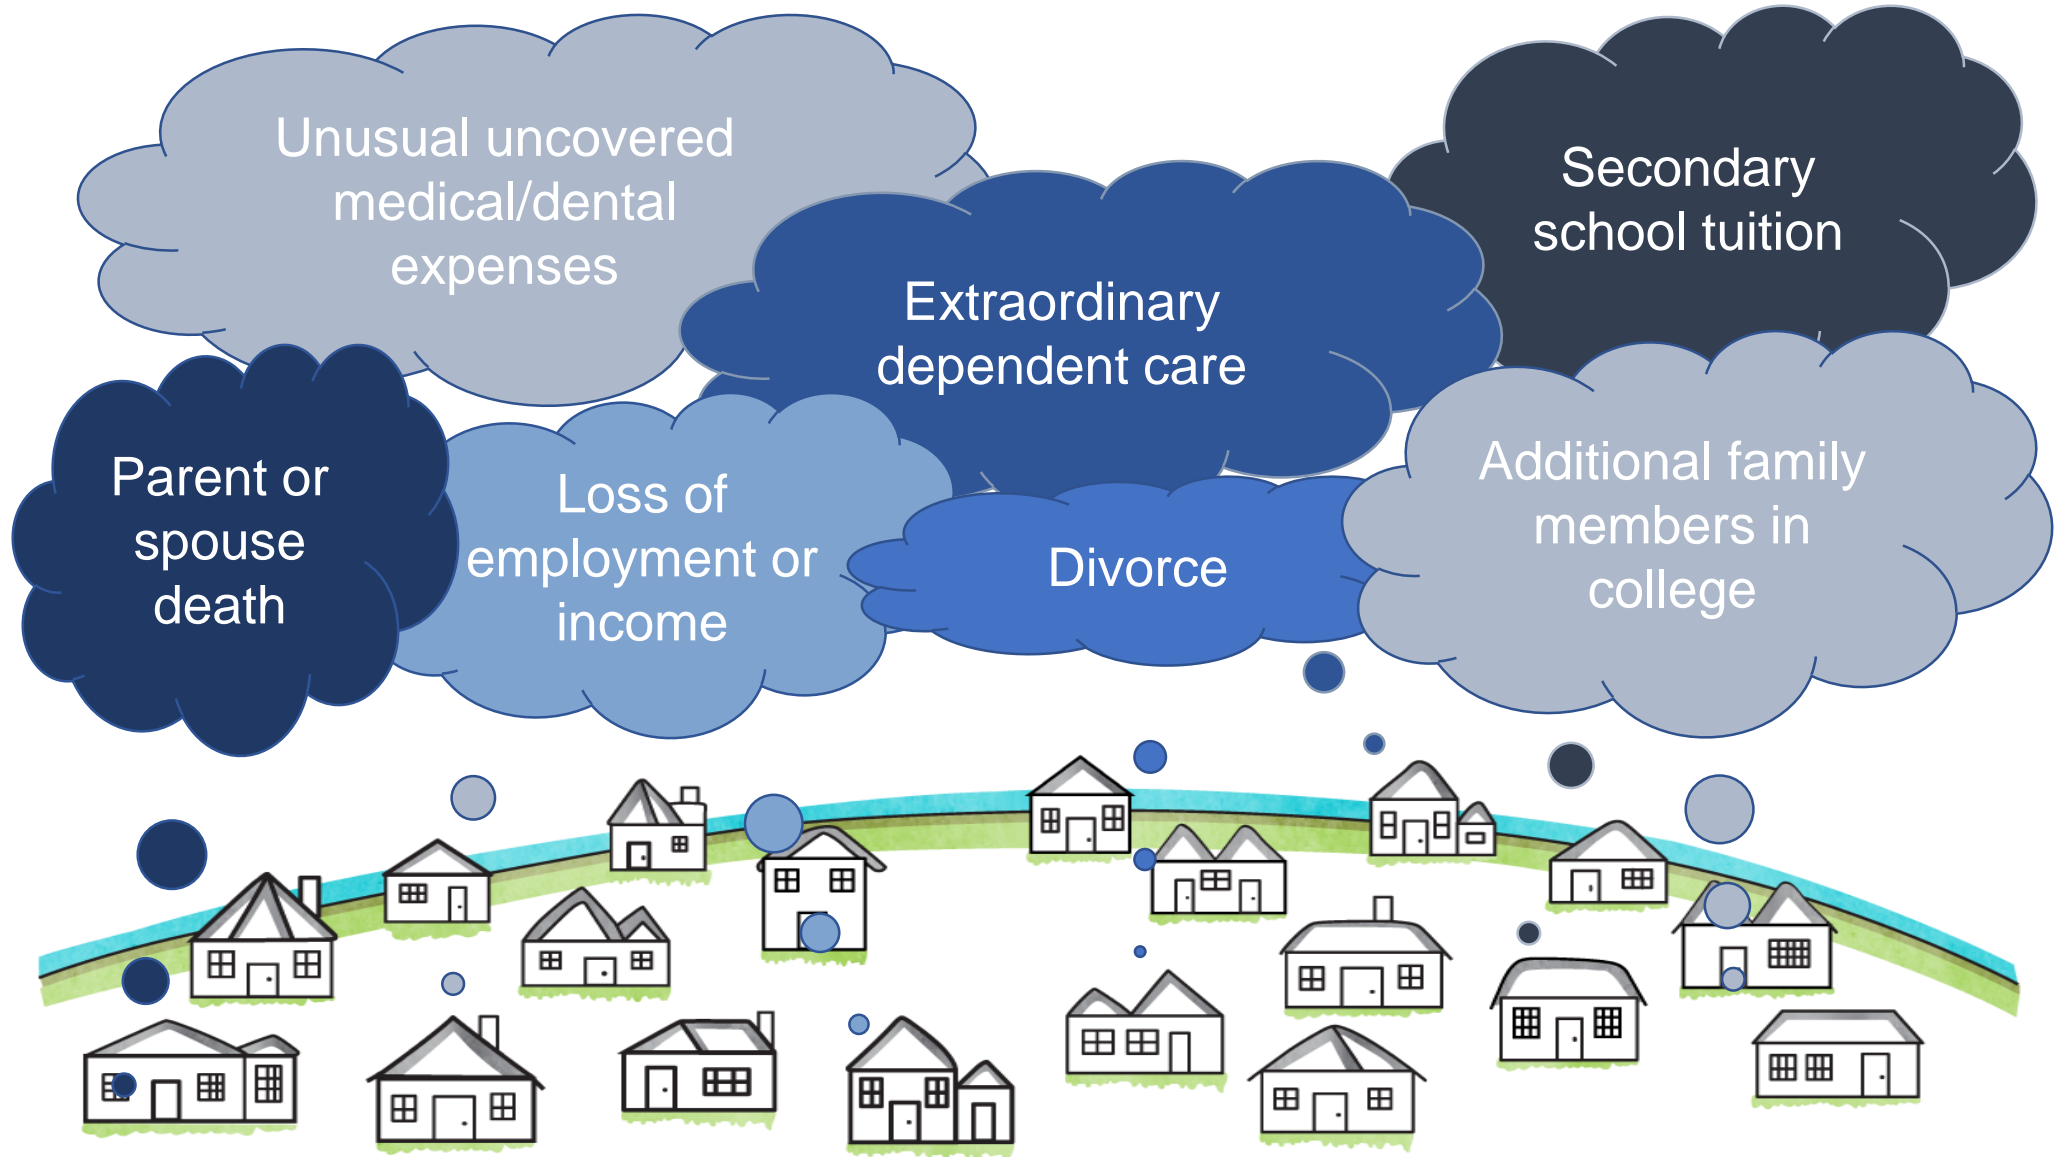 Unusual uncovered
medical/dental
expenses
Secondary
school tuition
Extraordinary
dependent care
Parent or
spouse
death
Loss of
employment or
income
Divorce
Additional family
members in
college